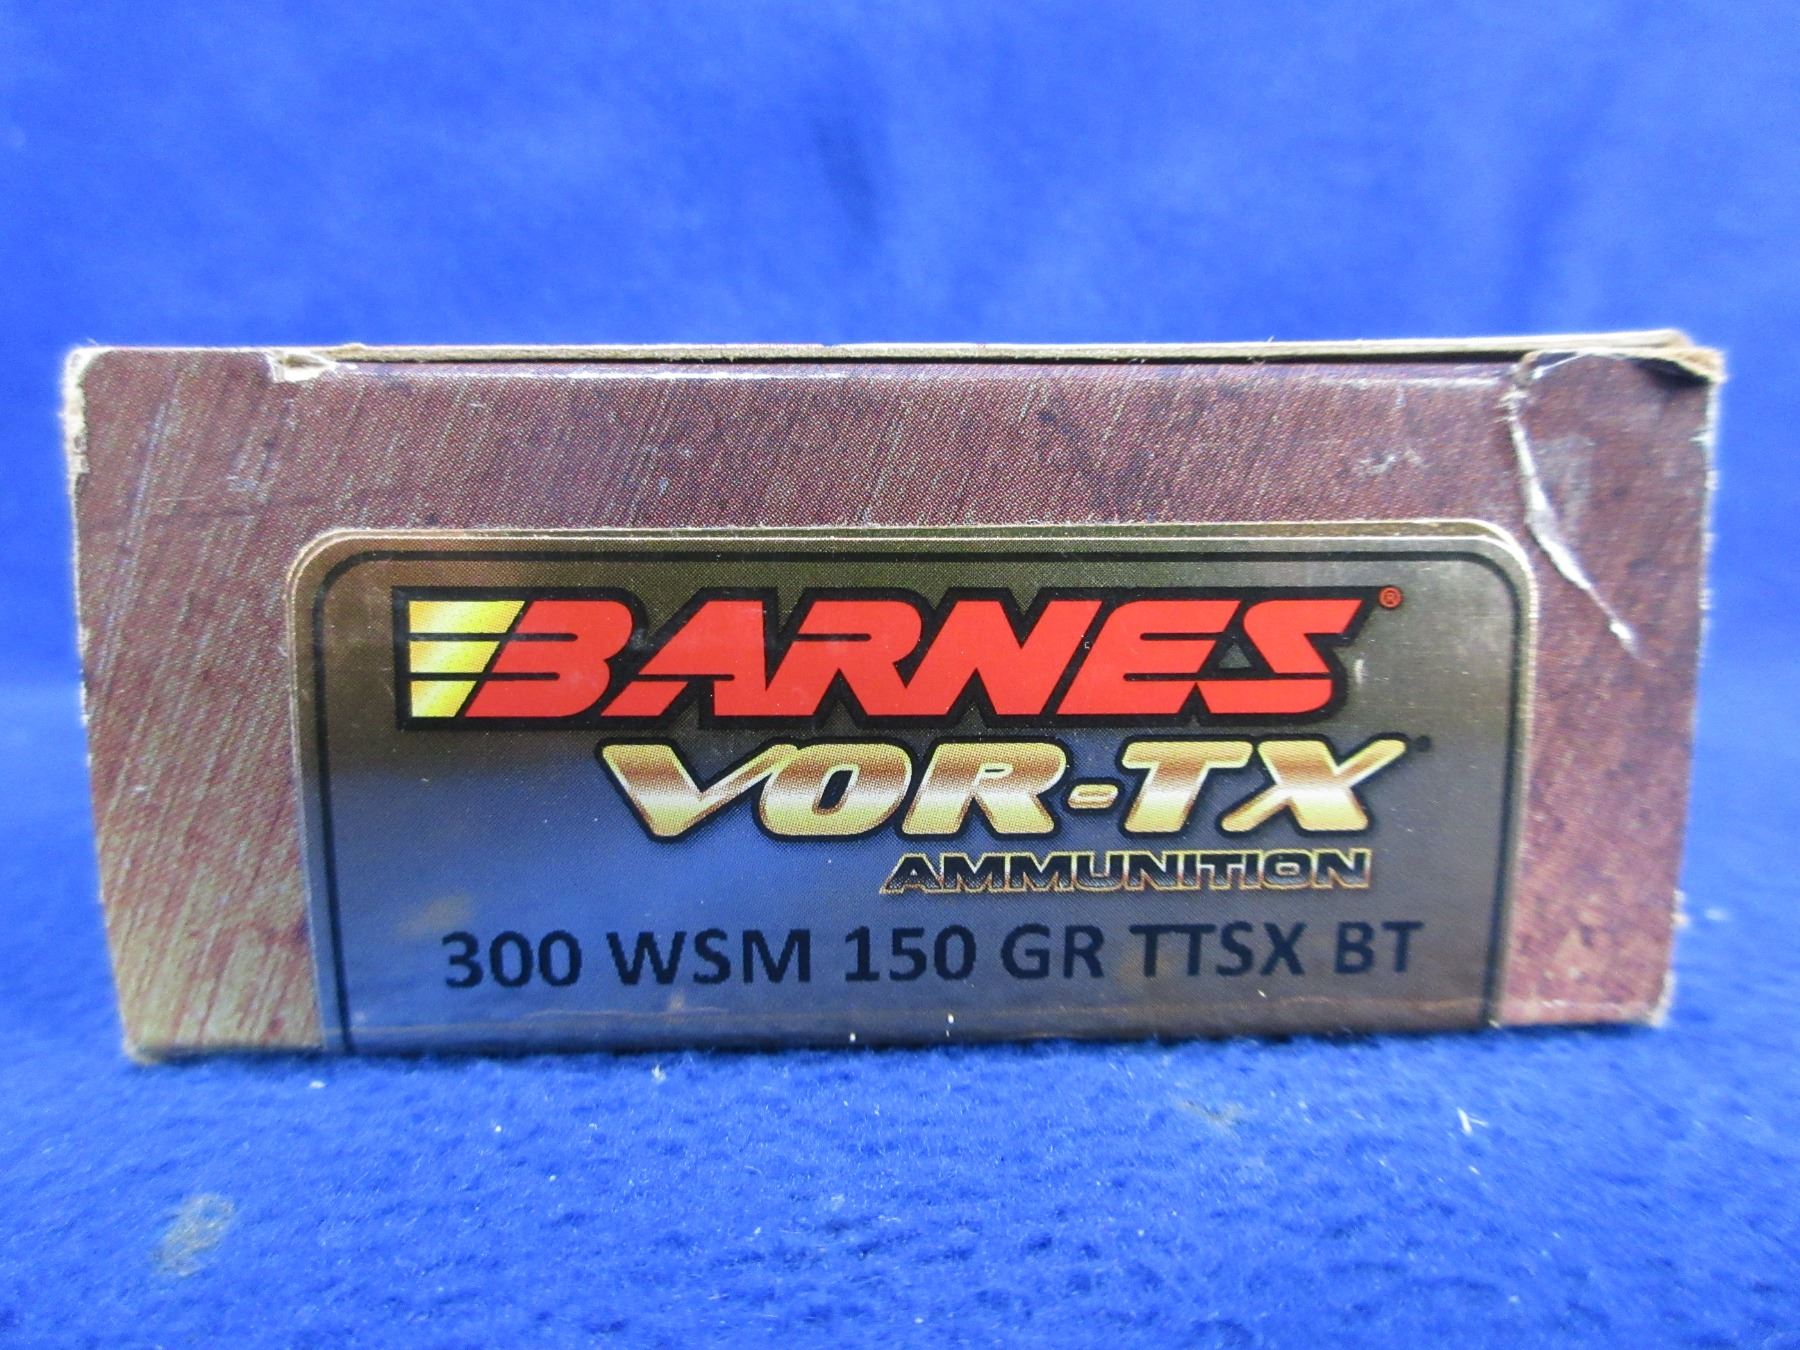 BARNES®
VOR-TX
AMMUNITION
300 WSM 150 GR TTSX BT